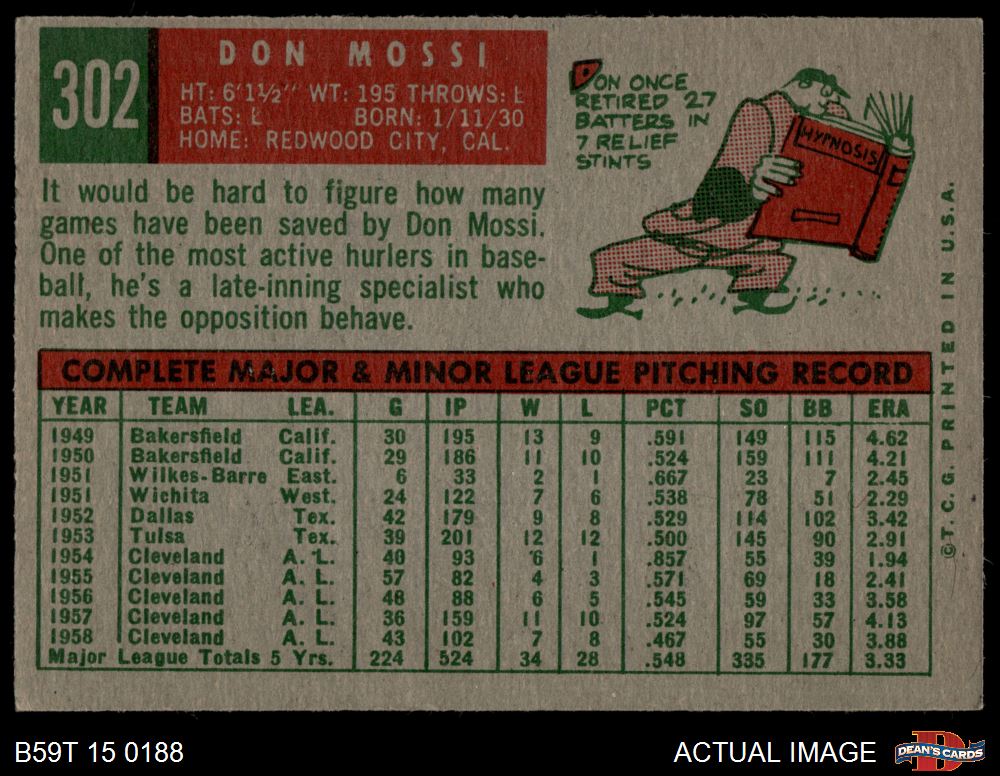 302
DON MOSSI
HT: 6'1½" WT: 195 THROWS: L
BATS: L BORN: 1/11/30
HOME: REDWOOD CITY, CAL.
DON ONCE
RETIRED 27
BATTERS IN
7 RELIEF
STINTS
HYPNOSIS
It would be hard to figure how many
games have been saved by Don Mossi.
One of the most active hurlers in base-
ball, he's a late-inning specialist who
makes the opposition behave.
COMPLETE MAJOR & MINOR LEAGUE PITCHING RECORD
YEAR TEAM LEA. G IP W L PCT SO BB ERA
1949 Bakersfield Calif. 30 195 13 9 .591 149 115 4.62
1950 Bakersfield Calif. 29 186 11 10 .524 159 111 4.21
1951 Wilkes-Barre East. 6 33 2 1 .667 23 7 2.45
1951 Wichita West. 24 122 7 6 .538 78 51 2.29
1952 Dallas Tex. 42 179 9 8 .529 114 102 3.42
1953 Tulsa Tex. 39 201 12 12 .500 145 90 2.91
1954 Cleveland A. L. 40 93 6 1 .857 55 39 1.94
1955 Cleveland A. L. 57 82 4 3 .571 69 18 2.41
1956 Cleveland A. L. 48 88 6 5 .545 59 33 3.58
1957 Cleveland A. L. 36 159 11 10 .524 97 57 4.13
1958 Cleveland A. L. 43 102 7 8 .467 55 30 3.88
Major League Totals 5 Yrs. 224 524 34 28 .548 335 177 3.33
©T. C. G. PRINTED IN U.S.A.
B59T 15 0188
ACTUAL IMAGE
DEAN'S CARDS